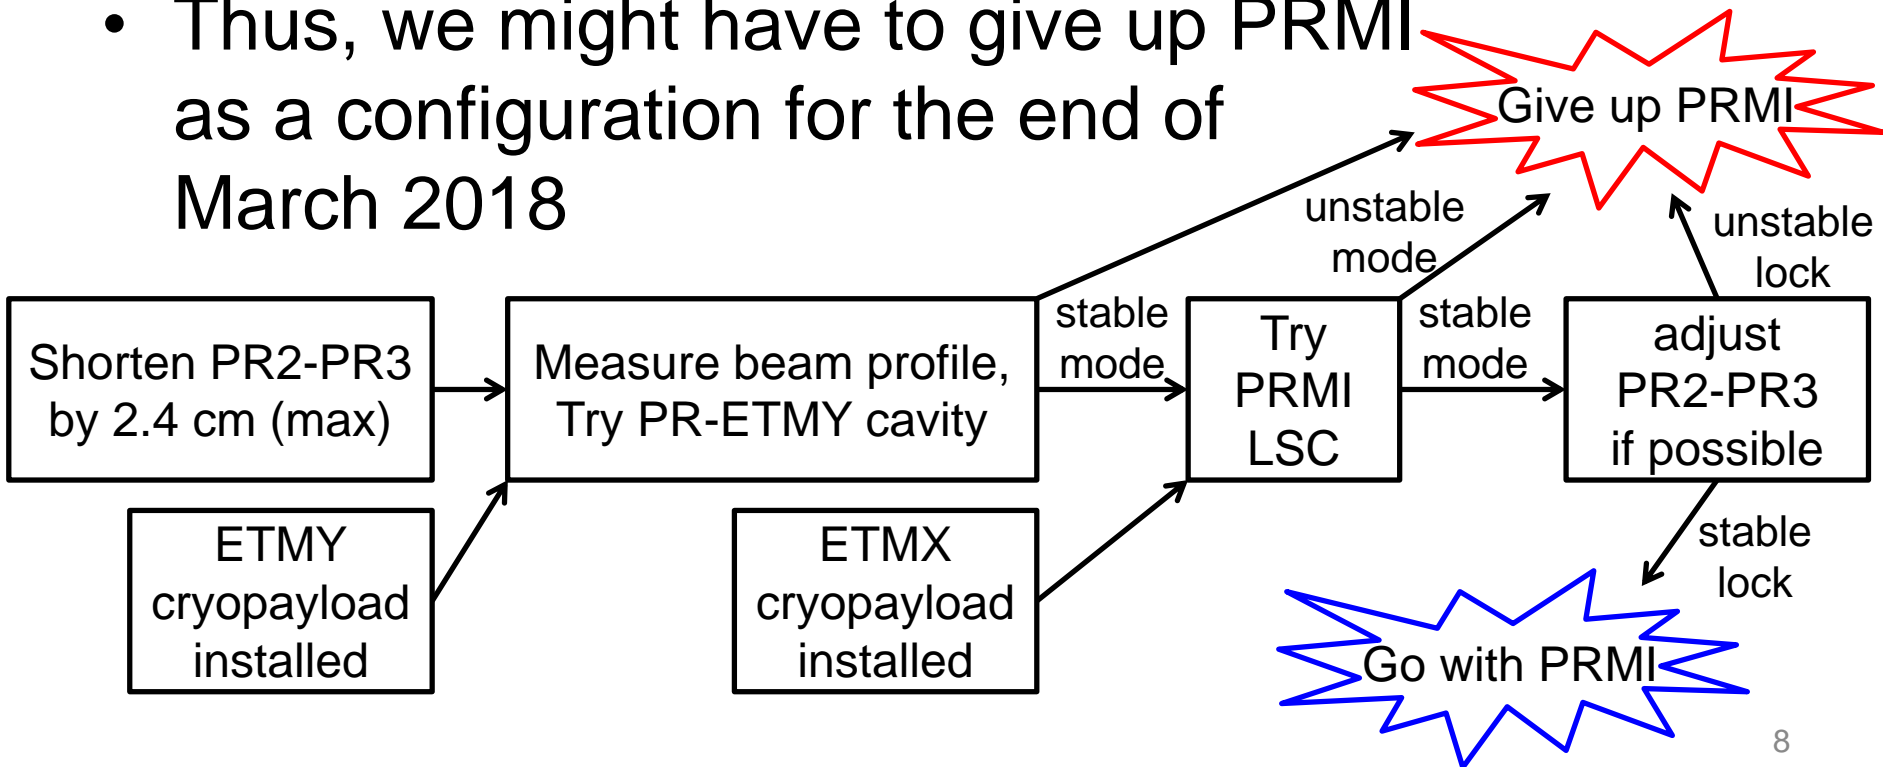 • Thus, we might have to give up PRMI
as a configuration for the end of
March 2018
Give up PRMI
unstable
mode
unstable
lock
Shorten PR2-PR3
by 2.4 cm (max)
Measure beam profile,
Try PR-ETMY cavity
stable
mode
Try
PRMI
LSC
stable
mode
adjust
PR2-PR3
if possible
ETMY
cryopayload
installed
ETMX
cryopayload
installed
stable
lock
Go with PRMI
8